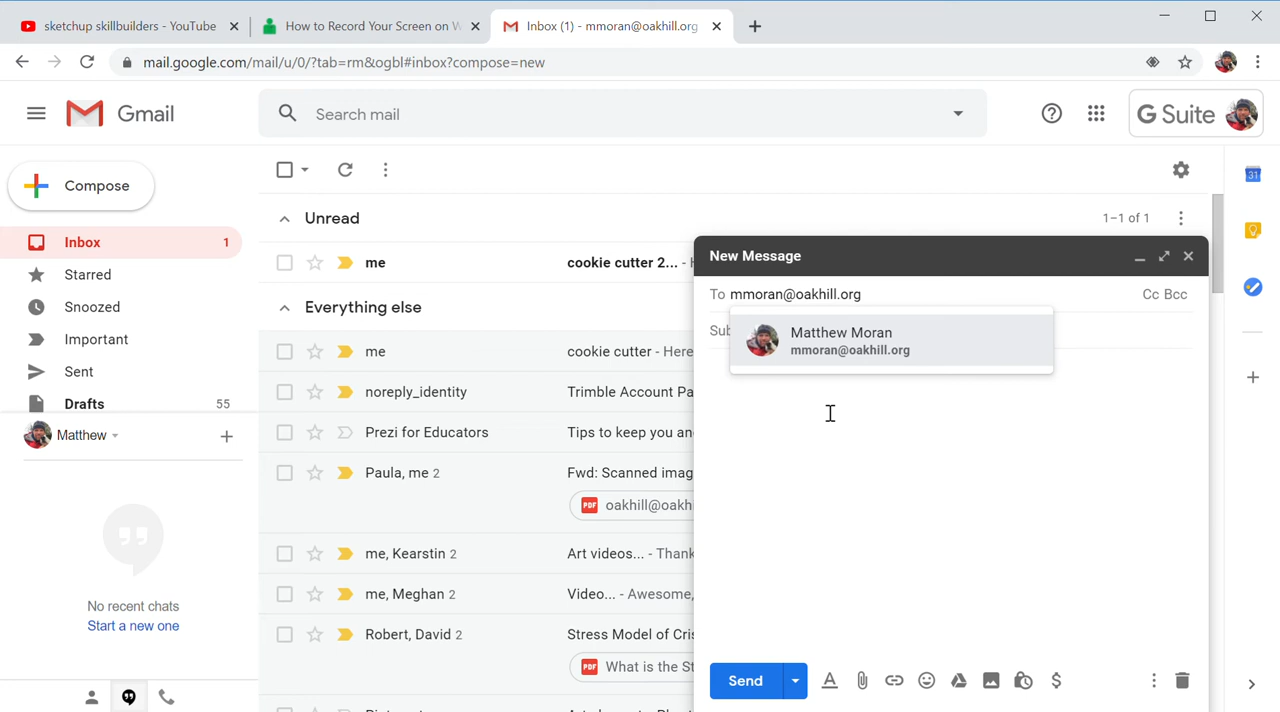 sketchup skillbuilders - YouTube
How to Record Your Screen on W
Inbox (1) - mmoran@oakhill.org
mail.google.com/mail/u/0/?tab=rm&ogbl#inbox?compose=new
Gmail
Search mail
G Suite
31
Compose
Inbox 1
Starred
Snoozed
Important
Sent
Drafts 55
Matthew
No recent chats
Start a new one
Unread 1–1 of 1
me cookie cutter 2... -
Everything else
me cookie cutter - Here
noreply_identity Trimble Account Pa
Prezi for Educators Tips to keep you an
Paula, me 2 Fwd: Scanned imag
PDF oakhill@oakhi
me, Kearstin 2 Art videos... - Thank
me, Meghan 2 Video... - Awesome,
Robert, David 2 Stress Model of Cris
PDF What is the St
New Message
To mmoran@oakhill.org Cc Bcc
Sub
Matthew Moran
mmoran@oakhill.org
Send